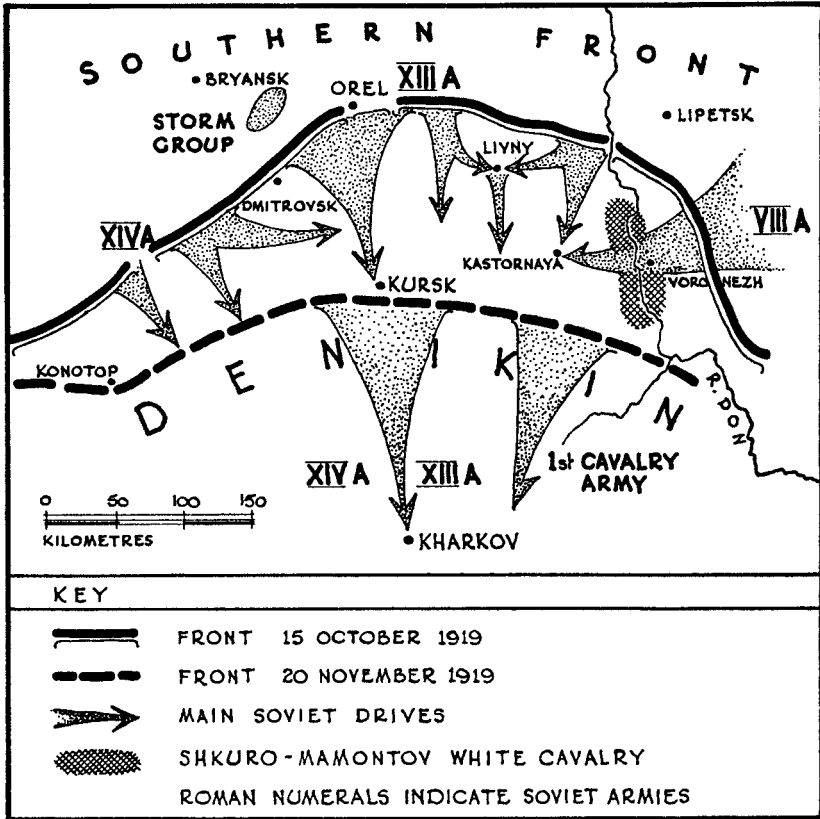 SOUTHERN FRONT
BRYANSK
OREL
XIII A
LIPETSK
STORM
GROUP
LIVNY
DMITROVSK
XIV A
VIII A
KASTORNAYA
VORONEZH
KURSK
KONOTOP
DENIKIN
R. DON
XIV A
XIII A
1st CAVALRY
ARMY
0 50 100 150
KILOMETRES
KHARKOV
KEY
FRONT 15 OCTOBER 1919
FRONT 20 NOVEMBER 1919
MAIN SOVIET DRIVES
SHKURO-MAMONTOV WHITE CAVALRY
ROMAN NUMERALS INDICATE SOVIET ARMIES